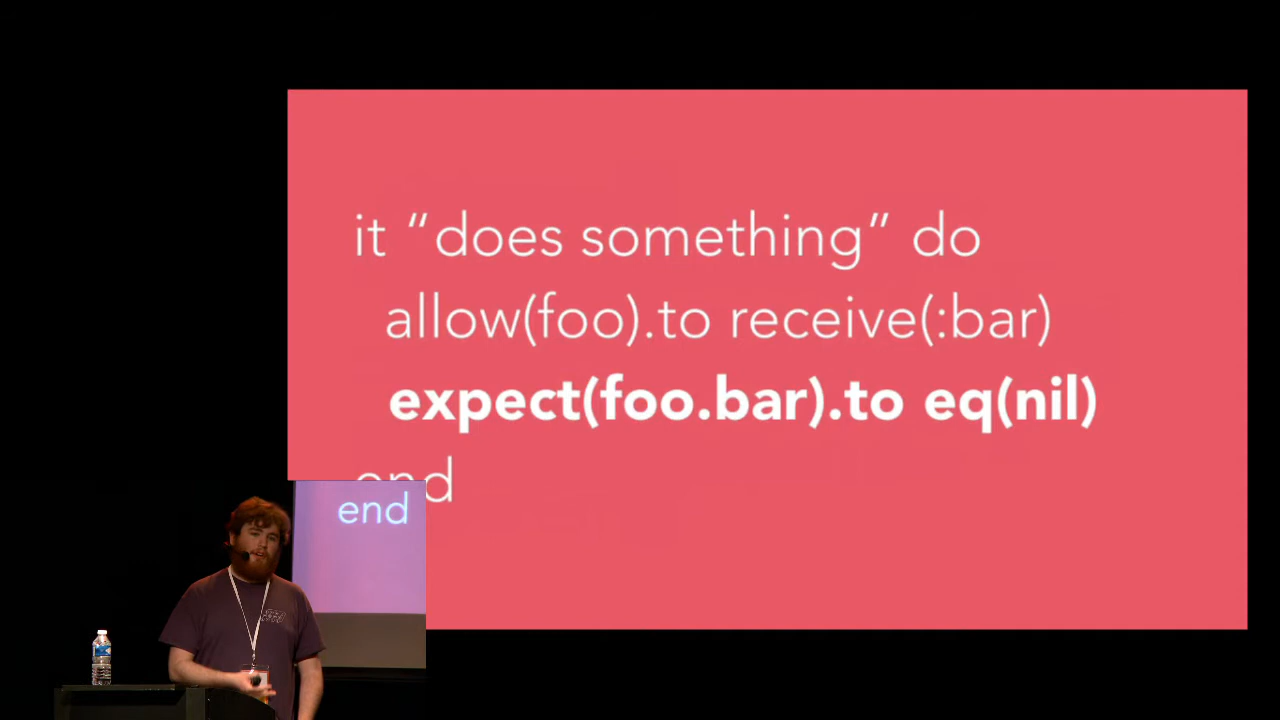 it “does something” do
allow(foo).to receive(:bar)
expect(foo.bar).to eq(nil)
end
end